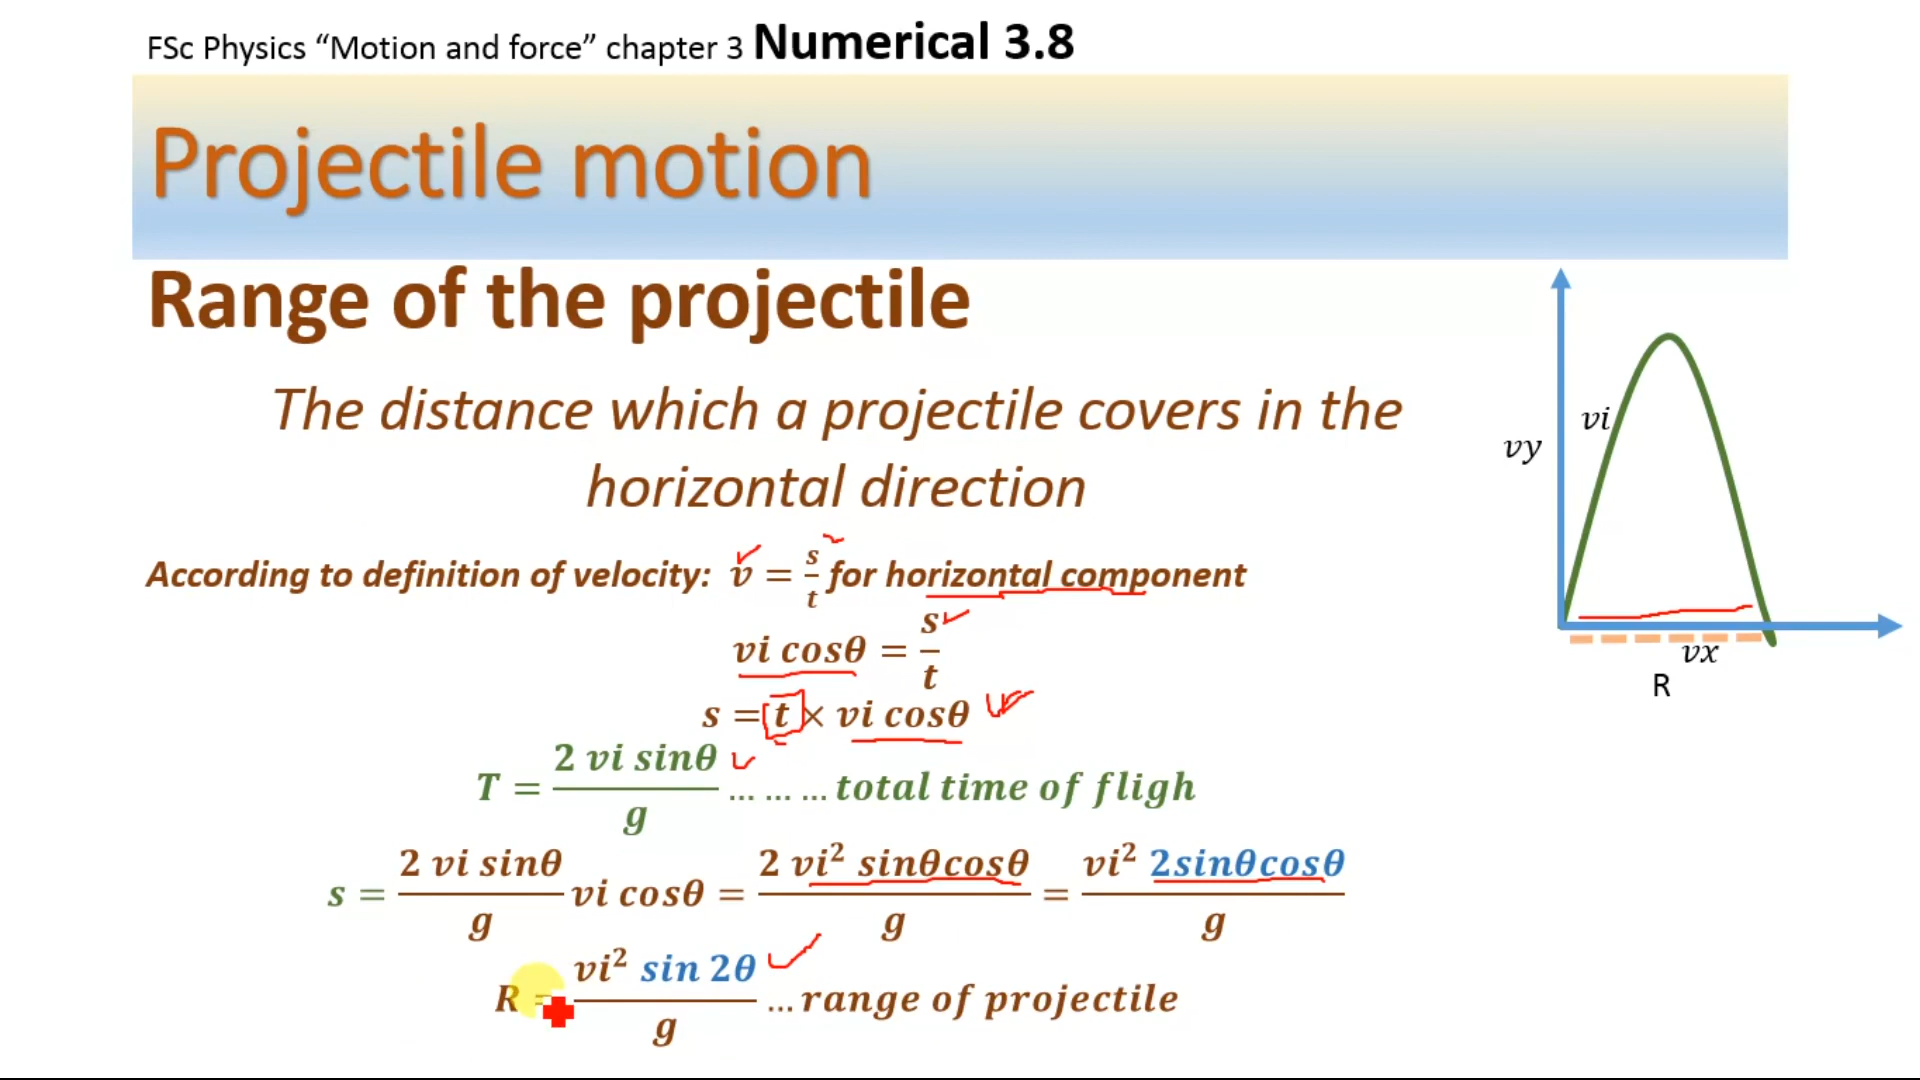 FSc Physics “Motion and force” chapter 3 Numerical 3.8
Projectile motion
Range of the projectile
The distance which a projectile covers in the
horizontal direction
According to definition of velocity: v = s/t for horizontal component
vi cosθ = s/t
s = t × vi cosθ
T = 2 vi sinθ/g … … … total time of fligh
s = 2 vi sinθ/g vi cosθ = 2 vi² sinθcosθ/g = vi² 2sinθcosθ/g
R = vi² sin 2θ/g … range of projectile
vi
vy
vx
R